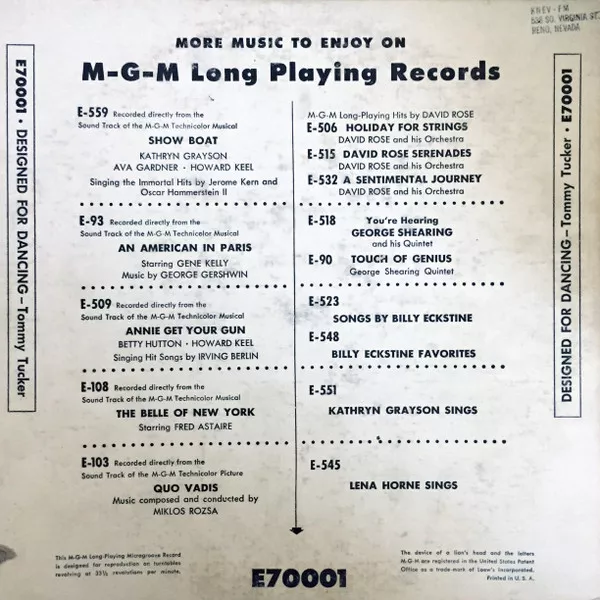 KNEV-FM
558 SO. VIRGINIA ST.
RENO, NEVADA
MORE MUSIC TO ENJOY ON
M-G-M Long Playing Records
E70001 • DESIGNED FOR DANCING — Tommy Tucker
E-559 Recorded directly from the
Sound Track of the M-G-M Technicolor Musical
SHOW BOAT
KATHRYN GRAYSON
AVA GARDNER • HOWARD KEEL
Singing the Immortal Hits by Jerome Kern and
Oscar Hammerstein II
E-93 Recorded directly from the
Sound Track of the M-G-M Technicolor Musical
AN AMERICAN IN PARIS
Starring GENE KELLY
Music by GEORGE GERSHWIN
E-509 Recorded directly from the
Sound Track of the M-G-M Technicolor Musical
ANNIE GET YOUR GUN
BETTY HUTTON • HOWARD KEEL
Singing Hit Songs by IRVING BERLIN
E-108 Recorded directly from the
Sound Track of the M-G-M Technicolor Musical
THE BELLE OF NEW YORK
Starring FRED ASTAIRE
E-103 Recorded directly from the
Sound Track of the M-G-M Technicolor Picture
QUO VADIS
Music composed and conducted by
MIKLOS ROZSA
M-G-M Long-Playing Hits by DAVID ROSE
E-506 HOLIDAY FOR STRINGS
DAVID ROSE and his Orchestra
E-515 DAVID ROSE SERENADES
DAVID ROSE and his Orchestra
E-532 A SENTIMENTAL JOURNEY
DAVID ROSE and his Orchestra
E-518 You're Hearing
GEORGE SHEARING
and his Quintet
E-90 TOUCH OF GENIUS
George Shearing Quintet
E-523
SONGS BY BILLY ECKSTINE
E-548
BILLY ECKSTINE FAVORITES
E-551
KATHRYN GRAYSON SINGS
E-545
LENA HORNE SINGS
DESIGNED FOR DANCING — Tommy Tucker • E70001
This M-G-M Long-Playing Microgroove Record
is designed for reproduction on turntables
revolving at 33⅓ revolutions per minute.
E70001
The device of a lion's head and the letters
M-G-M are registered in the United States Patent
Office as a trade-mark of Loew's Incorporated.
Printed in U. S. A.